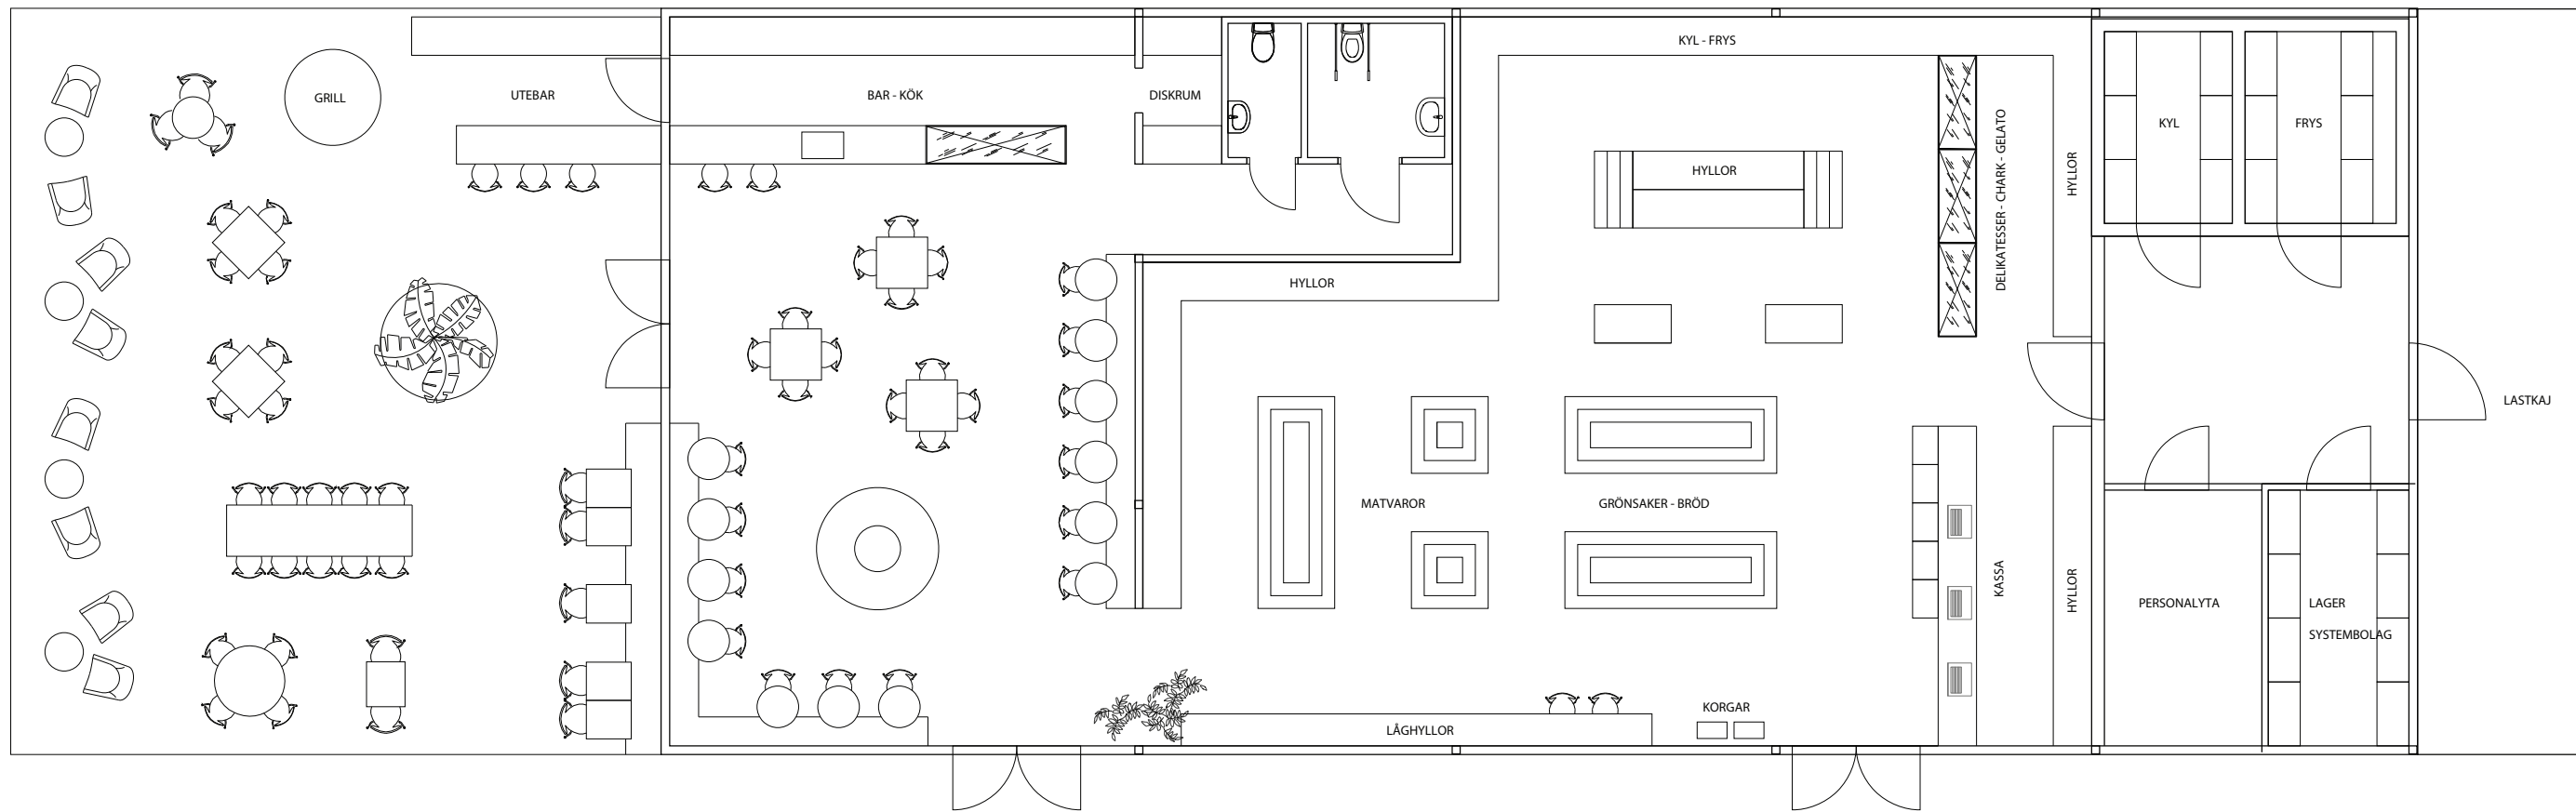 KYL - FRYS
GRILL
UTEBAR
BAR - KÖK
DISKRUM
KYL
FRYS
DELIKATESSER - CHARK - GELATO
HYLLOR
HYLLOR
HYLLOR
LASTKAJ
MATVAROR
GRÖNSAKER - BRÖD
KASSA
HYLLOR
PERSONALYTA
LAGER
SYSTEMBOLAG
KORGAR
LÅGHYLLOR